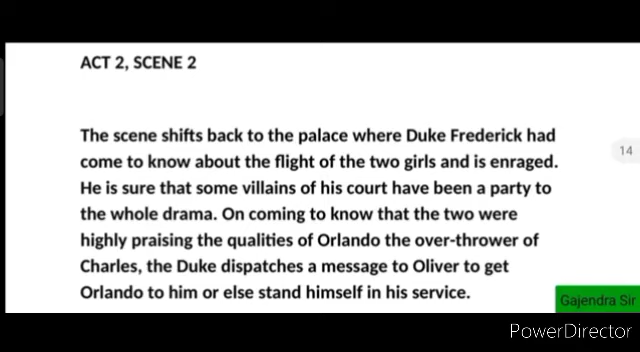 ACT 2, SCENE 2
The scene shifts back to the palace where Duke Frederick had
come to know about the flight of the two girls and is enraged.
14
He is sure that some villains of his court have been a party to
the whole drama. On coming to know that the two were
highly praising the qualities of Orlando the over-thrower of
Charles, the Duke dispatches a message to Oliver to get
Orlando to him or else stand himself in his service.
Gajendra Sir
PowerDirector